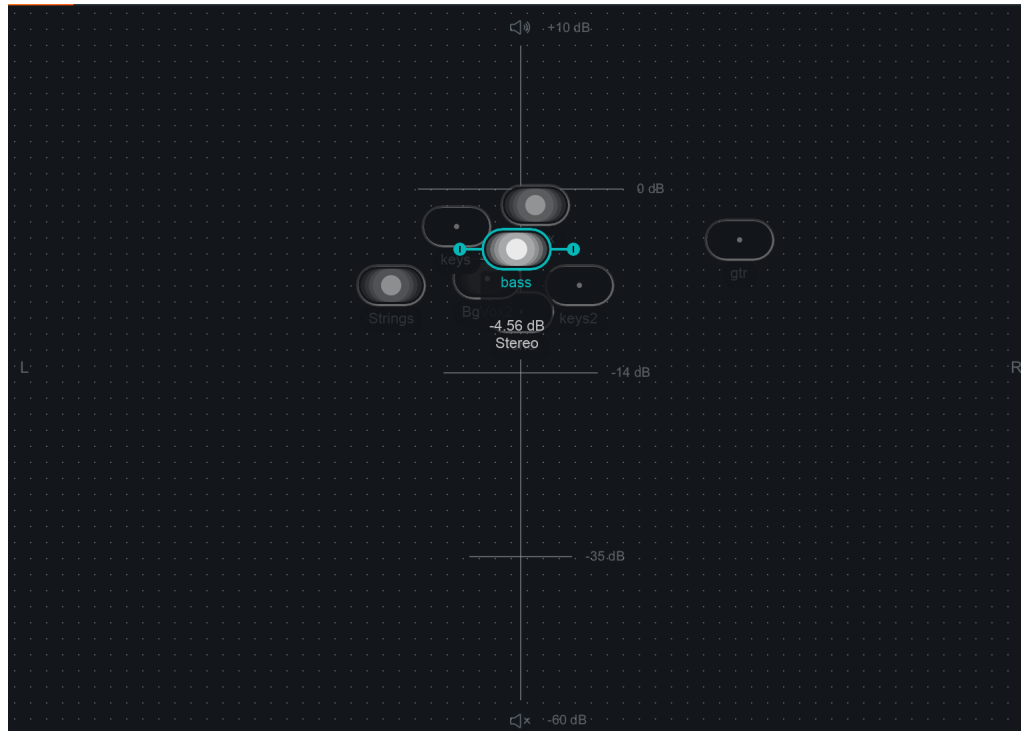 +10 dB
0 dB
keys
gtr
bass
Strings
Bg
keys2
-4.56 dB
Stereo
L
R
-14 dB
-35 dB
-60 dB